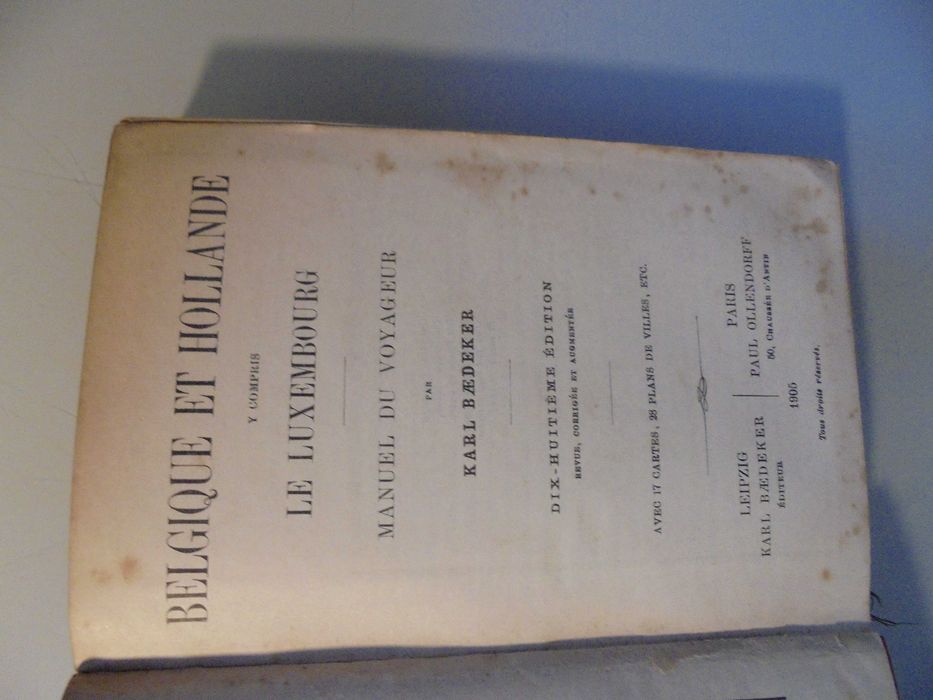 BELGIQUE ET HOLLANDE
Y COMPRIS
LE LUXEMBOURG
MANUEL DU VOYAGEUR
PAR
KARL BÆDEKER
DIX-HUITIÈME ÉDITION
REVUE, CORRIGÉE ET AUGMENTÉE
AVEC 17 CARTES, 28 PLANS DE VILLES, ETC.
LEIPZIG
KARL BÆDEKER
ÉDITEUR
PARIS
PAUL OLLENDORFF
50, CHAUSSÉE D'ANTIN
1905
Tous droits réservés.